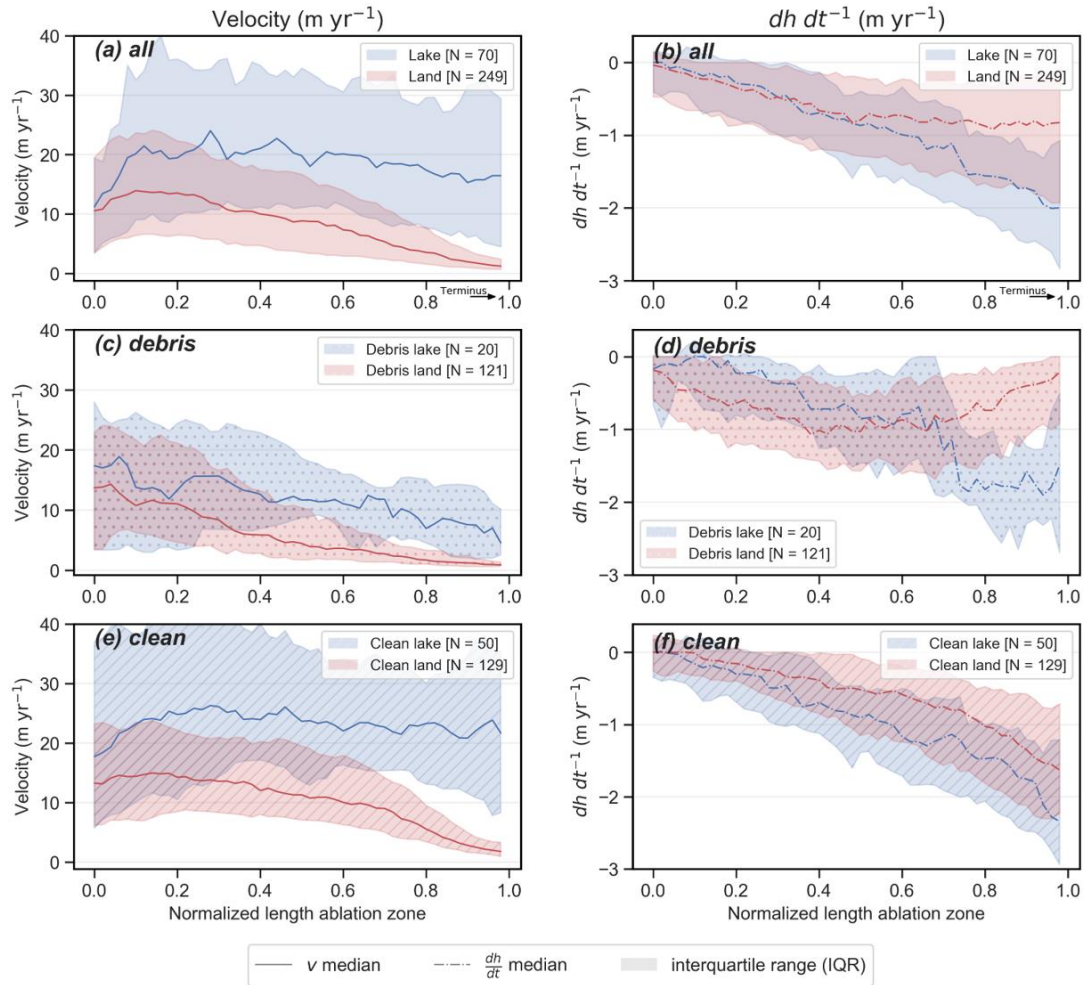 Velocity (m yr⁻¹)
dh dt⁻¹ (m yr⁻¹)
(a) all
Lake [N = 70]
Land [N = 249]
Velocity (m yr⁻¹)
40
30
20
10
0
0.0 0.2 0.4 0.6 0.8 1.0
Terminus
(b) all
Lake [N = 70]
Land [N = 249]
dh dt⁻¹ (m yr⁻¹)
0
−1
−2
−3
0.0 0.2 0.4 0.6 0.8 1.0
Terminus
(c) debris
Debris lake [N = 20]
Debris land [N = 121]
Velocity (m yr⁻¹)
40
30
20
10
0
0.0 0.2 0.4 0.6 0.8 1.0
(d) debris
Debris lake [N = 20]
Debris land [N = 121]
dh dt⁻¹ (m yr⁻¹)
0
−1
−2
−3
0.0 0.2 0.4 0.6 0.8 1.0
(e) clean
Clean lake [N = 50]
Clean land [N = 129]
Velocity (m yr⁻¹)
40
30
20
10
0
0.0 0.2 0.4 0.6 0.8 1.0
Normalized length ablation zone
(f) clean
Clean lake [N = 50]
Clean land [N = 129]
dh dt⁻¹ (m yr⁻¹)
0
−1
−2
−3
0.0 0.2 0.4 0.6 0.8 1.0
Normalized length ablation zone
v median
dh/dt median
interquartile range (IQR)